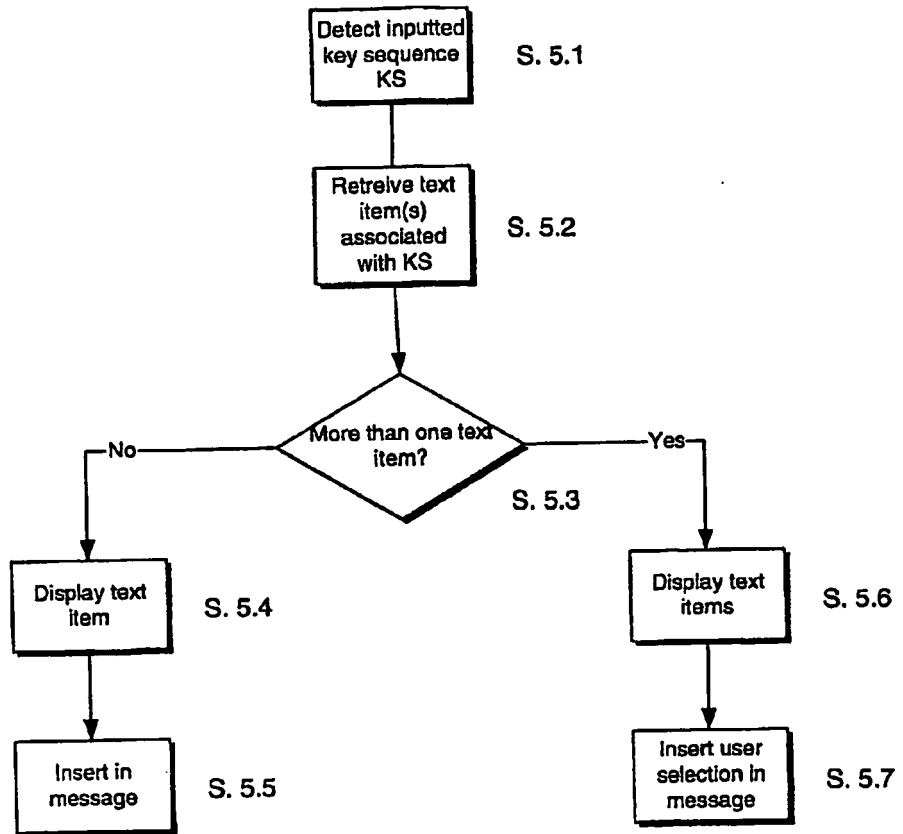 Detect inputted
key sequence
KS
S. 5.1
Retreive text
item(s)
associated
with KS
S. 5.2
More than one text
item?
No
Yes
S. 5.3
Display text
item
S. 5.4
Display text
items
S. 5.6
Insert in
message
S. 5.5
Insert user
selection in
message
S. 5.7